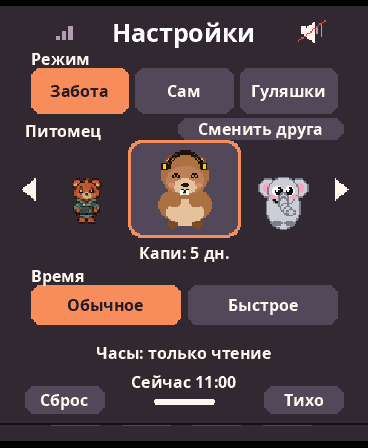 Настройки
Режим
Забота Сам Гуляшки
Питомец Сменить друга
Капи: 5 дн.
Время
Обычное Быстрое
Часы: только чтение
Сейчас 11:00
Сброс Тихо